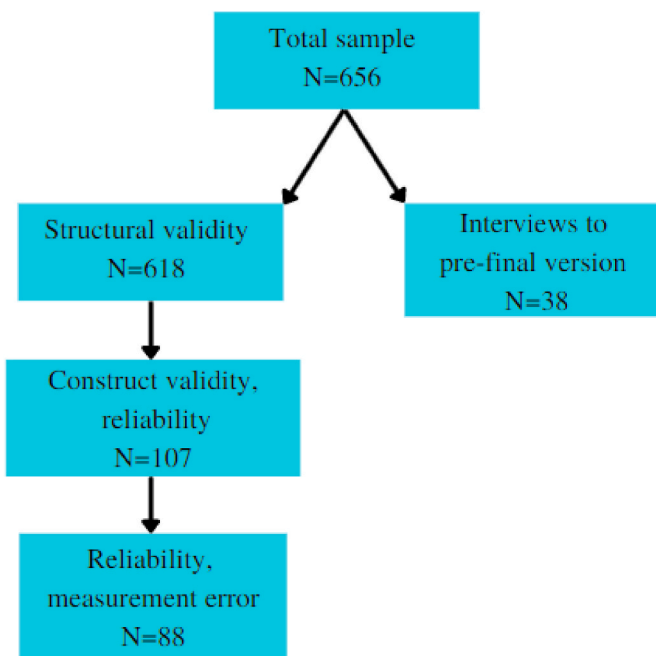 Total sample
N=656
Structural validity
N=618
Interviews to
pre-final version
N=38
Construct validity,
reliability
N=107
Reliability,
measurement error
N=88